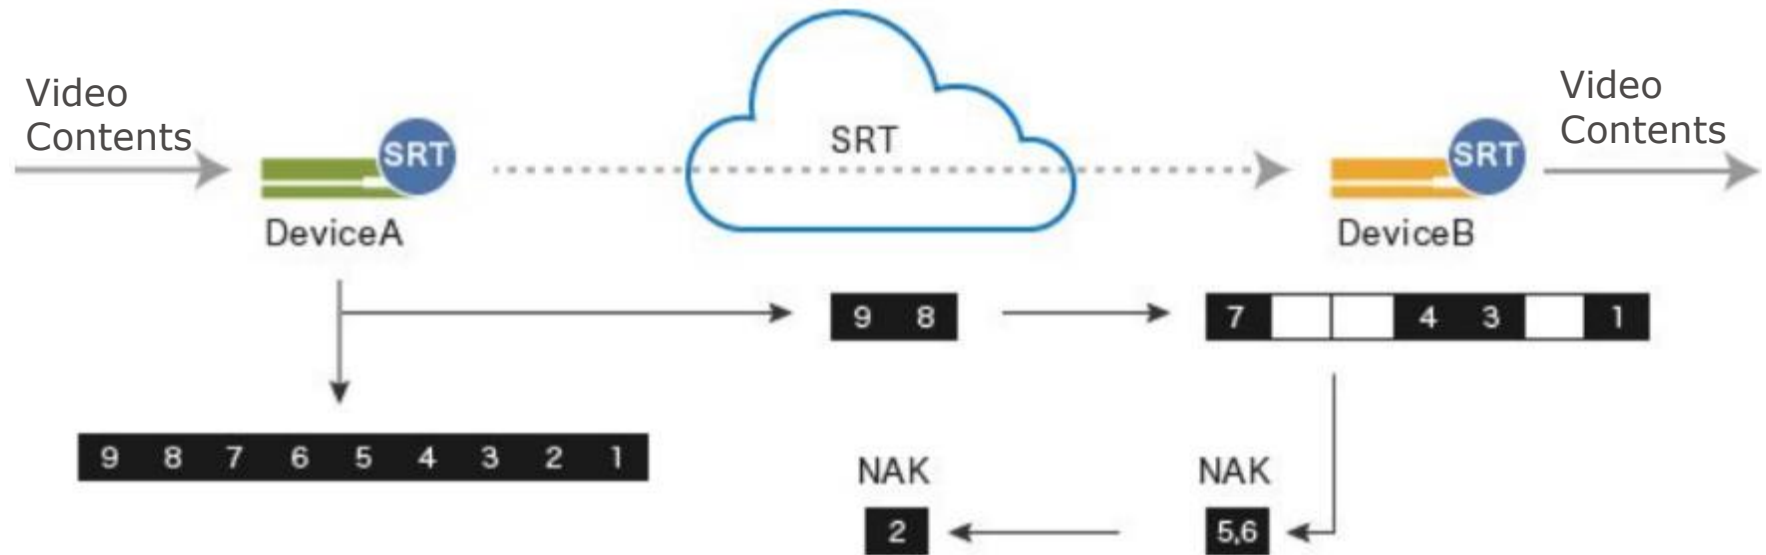 Video
Contents
SRT
DeviceA
SRT
SRT
DeviceB
Video
Contents
9 8
7 4 3 1
9 8 7 6 5 4 3 2 1
NAK
2
NAK
5,6